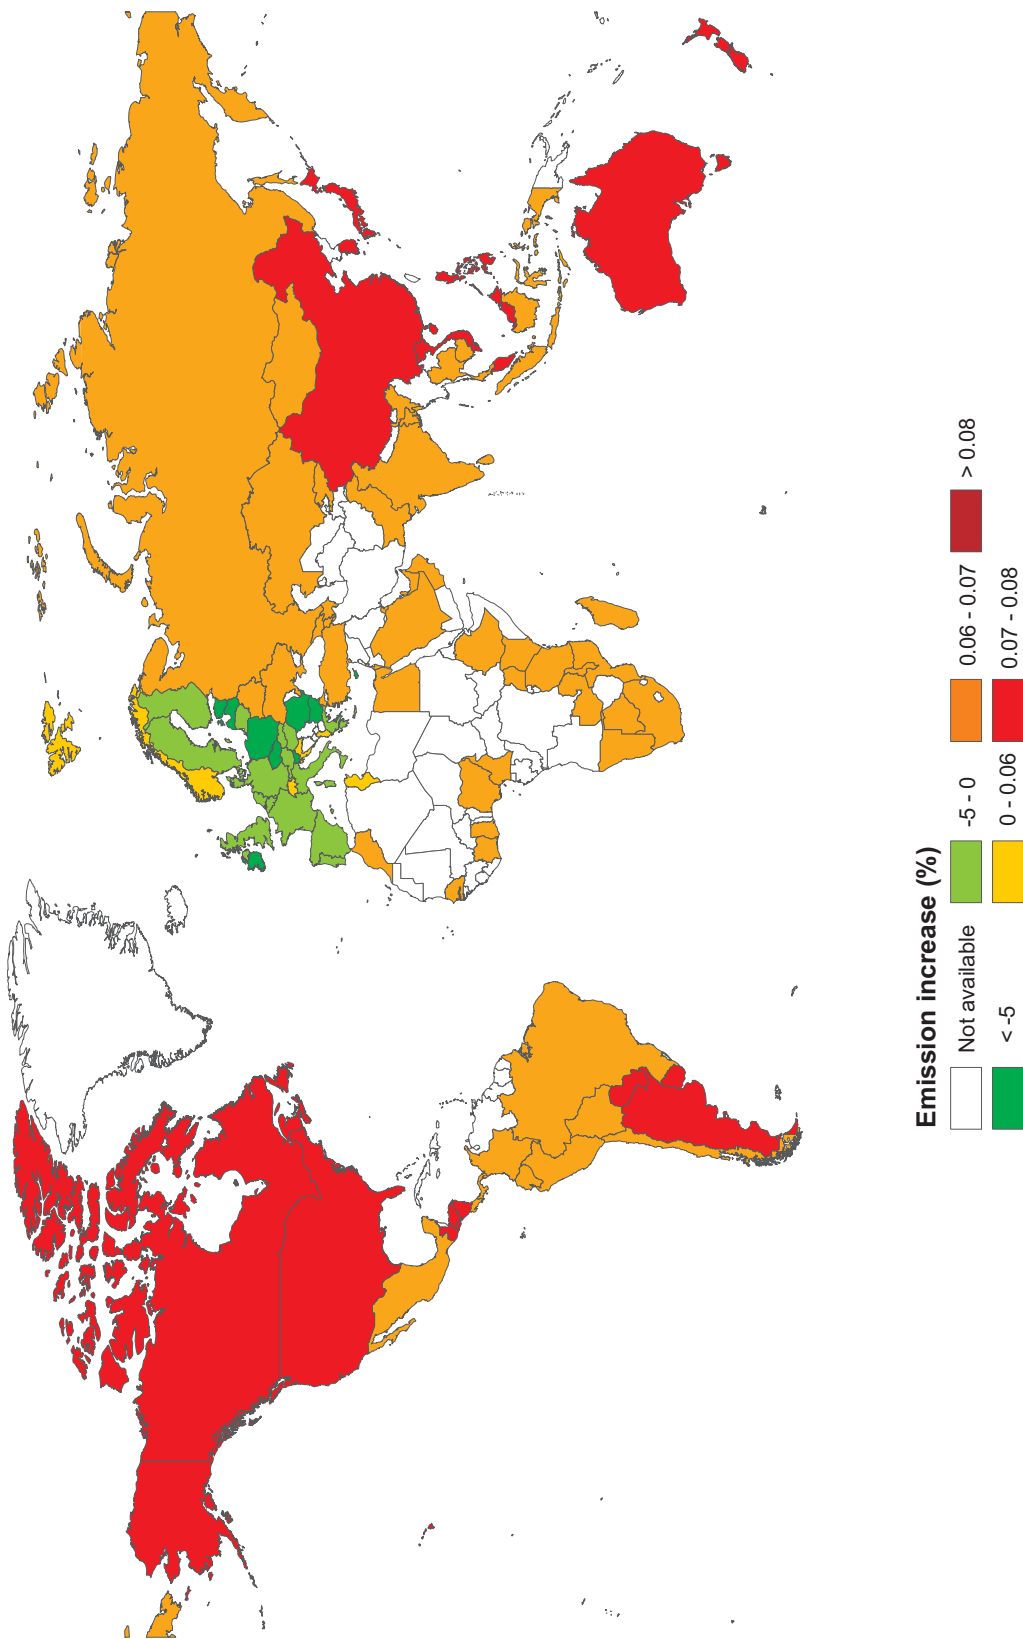 Emission increase (%)
Not available
-5 - 0
0.06 - 0.07
> 0.08
< -5
0 - 0.06
0.07 - 0.08